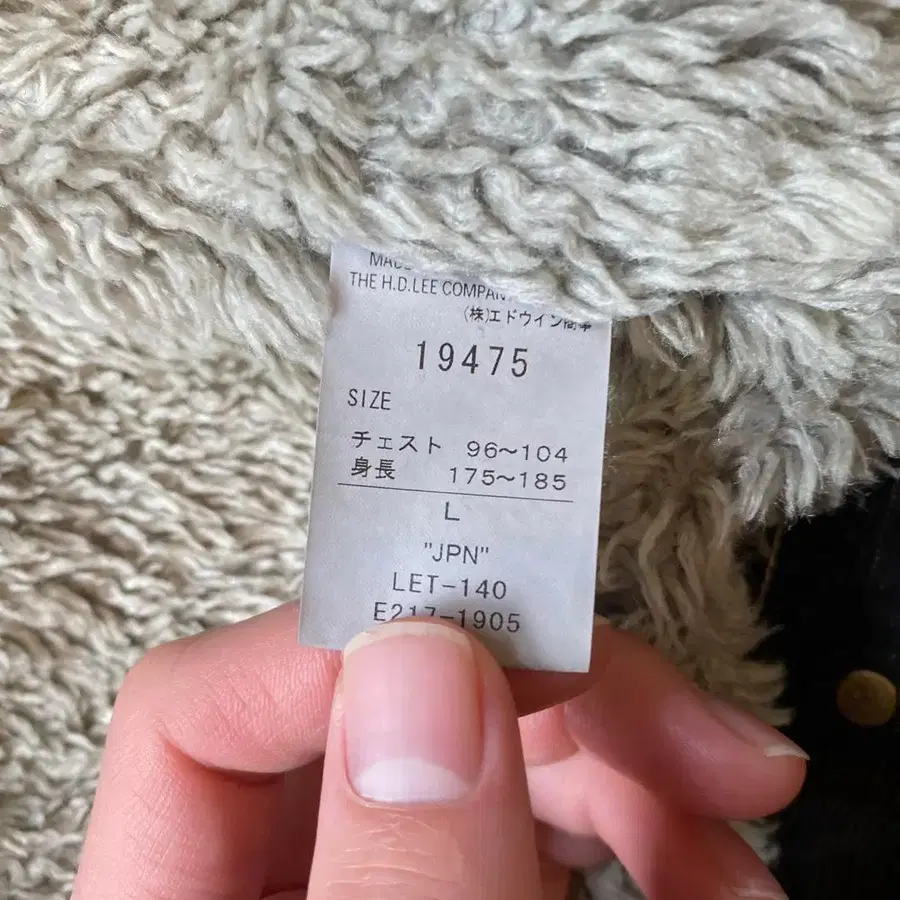 THE H.D.LEE
(株)エドウイン商事
19475
SIZE
チェスト 96～104
身長 175～185
L
"JPN"
LET-140
E217-1905